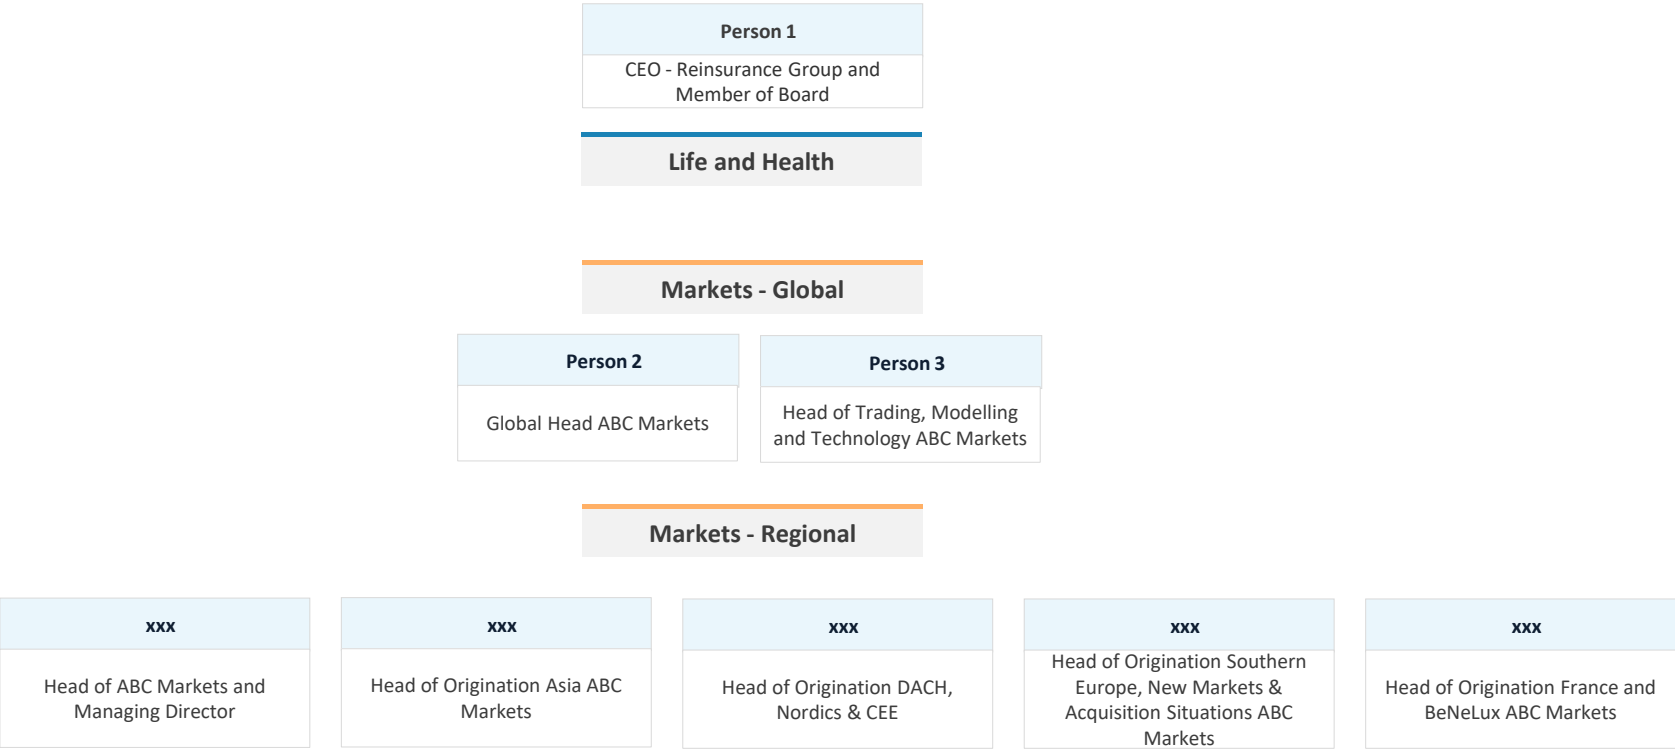 Person 1
CEO - Reinsurance Group and
Member of Board
Life and Health
Markets - Global
Person 2
Global Head ABC Markets
Person 3
Head of Trading, Modelling
and Technology ABC Markets
Markets - Regional
xxx
Head of ABC Markets and
Managing Director
xxx
Head of Origination Asia ABC
Markets
xxx
Head of Origination DACH,
Nordics & CEE
xxx
Head of Origination Southern
Europe, New Markets &
Acquisition Situations ABC
Markets
xxx
Head of Origination France and
BeNeLux ABC Markets